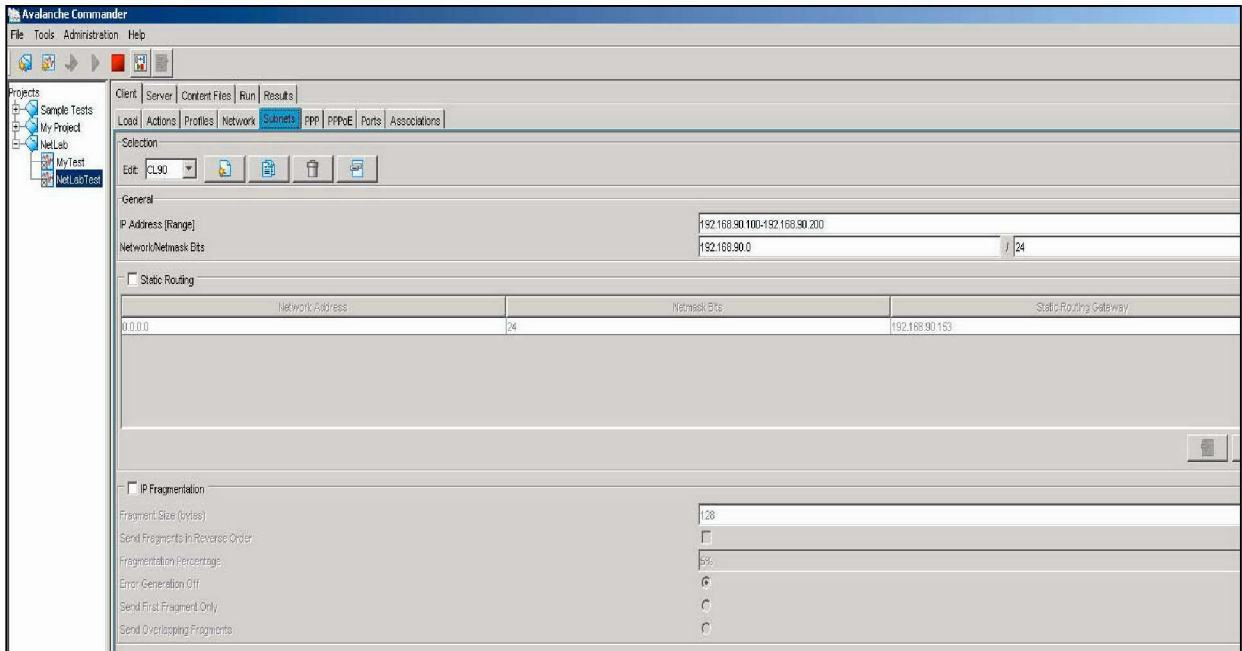 Avalanche Commander
File Tools Administration Help
Projects
Sample Tests
My Project
NetLab
MyTest
NetLabTest
Client Server Content Files Run Results
Load Actions Profiles Network Subnets PPP PPPoE Ports Associations
Selection
Edit: CL90
General
IP Address [Range] 192.168.90.100-192.168.90.200
Network/Netmask Bits 192.168.90.0 / 24
Static Routing
Network Address Netmask Bits Static Routing Gateway
0.0.0.0 24 192.168.90.153
IP Fragmentation
Fragment Size (bytes) 128
Send Fragments in Reverse Order
Fragmentation Percentage 5%
Error Generation Off
Send First Fragment Only
Send Overlapping Fragments